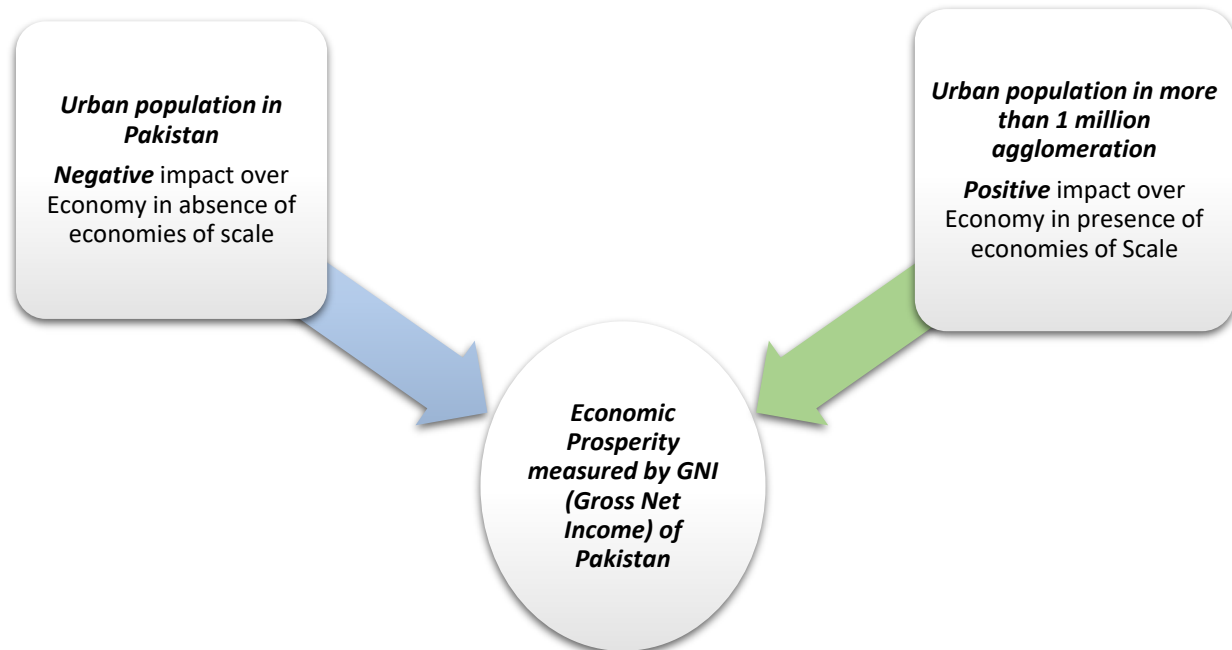 Urban population in
Pakistan
Negative impact over
Economy in absence of
economies of scale
Urban population in more
than 1 million
agglomeration
Positive impact over
Economy in presence of
economies of Scale
Economic
Prosperity
measured by GNI
(Gross Net
Income) of
Pakistan